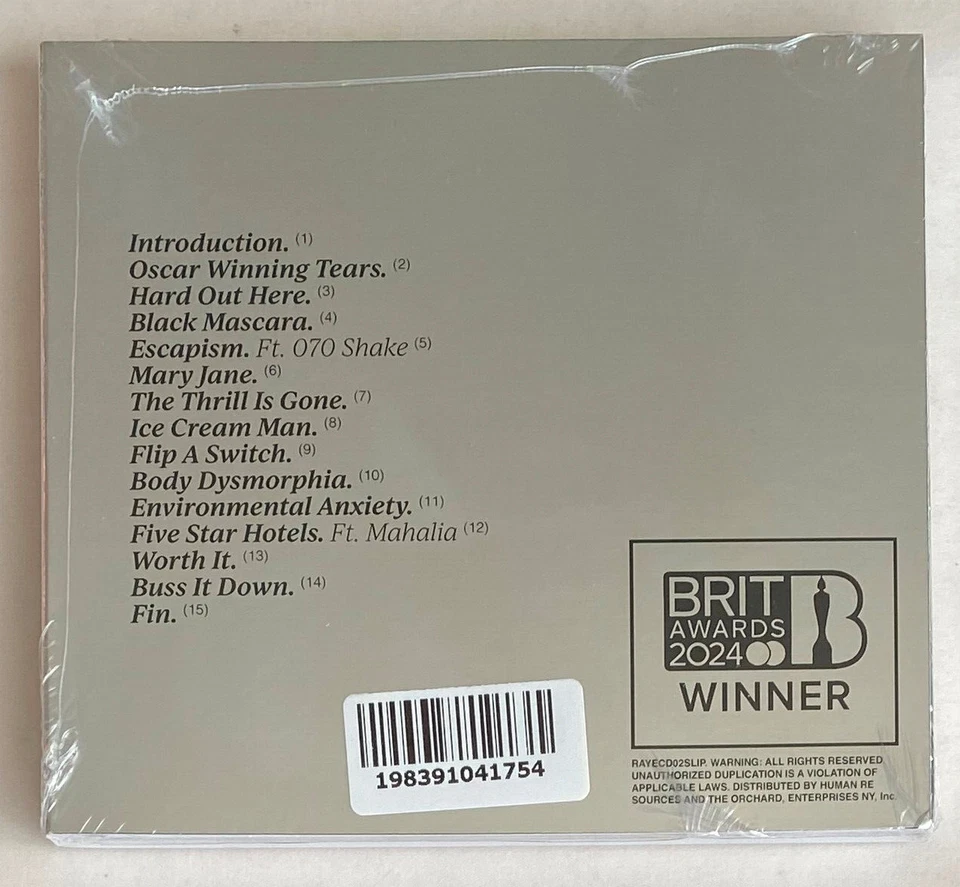 Introduction. (1)
Oscar Winning Tears. (2)
Hard Out Here. (3)
Black Mascara. (4)
Escapism. Ft. 070 Shake (5)
Mary Jane. (6)
The Thrill Is Gone. (7)
Ice Cream Man. (8)
Flip A Switch. (9)
Body Dysmorphia. (10)
Environmental Anxiety. (11)
Five Star Hotels. Ft. Mahalia (12)
Worth It. (13)
Buss It Down. (14)
Fin. (15)
BRIT
AWARDS
2024
WINNER
198391041754
RAYECD02SLIP. WARNING: ALL RIGHTS RESERVED
UNAUTHORIZED DUPLICATION IS A VIOLATION OF
APPLICABLE LAWS. DISTRIBUTED BY HUMAN RE
SOURCES AND THE ORCHARD, ENTERPRISES NY, Inc.